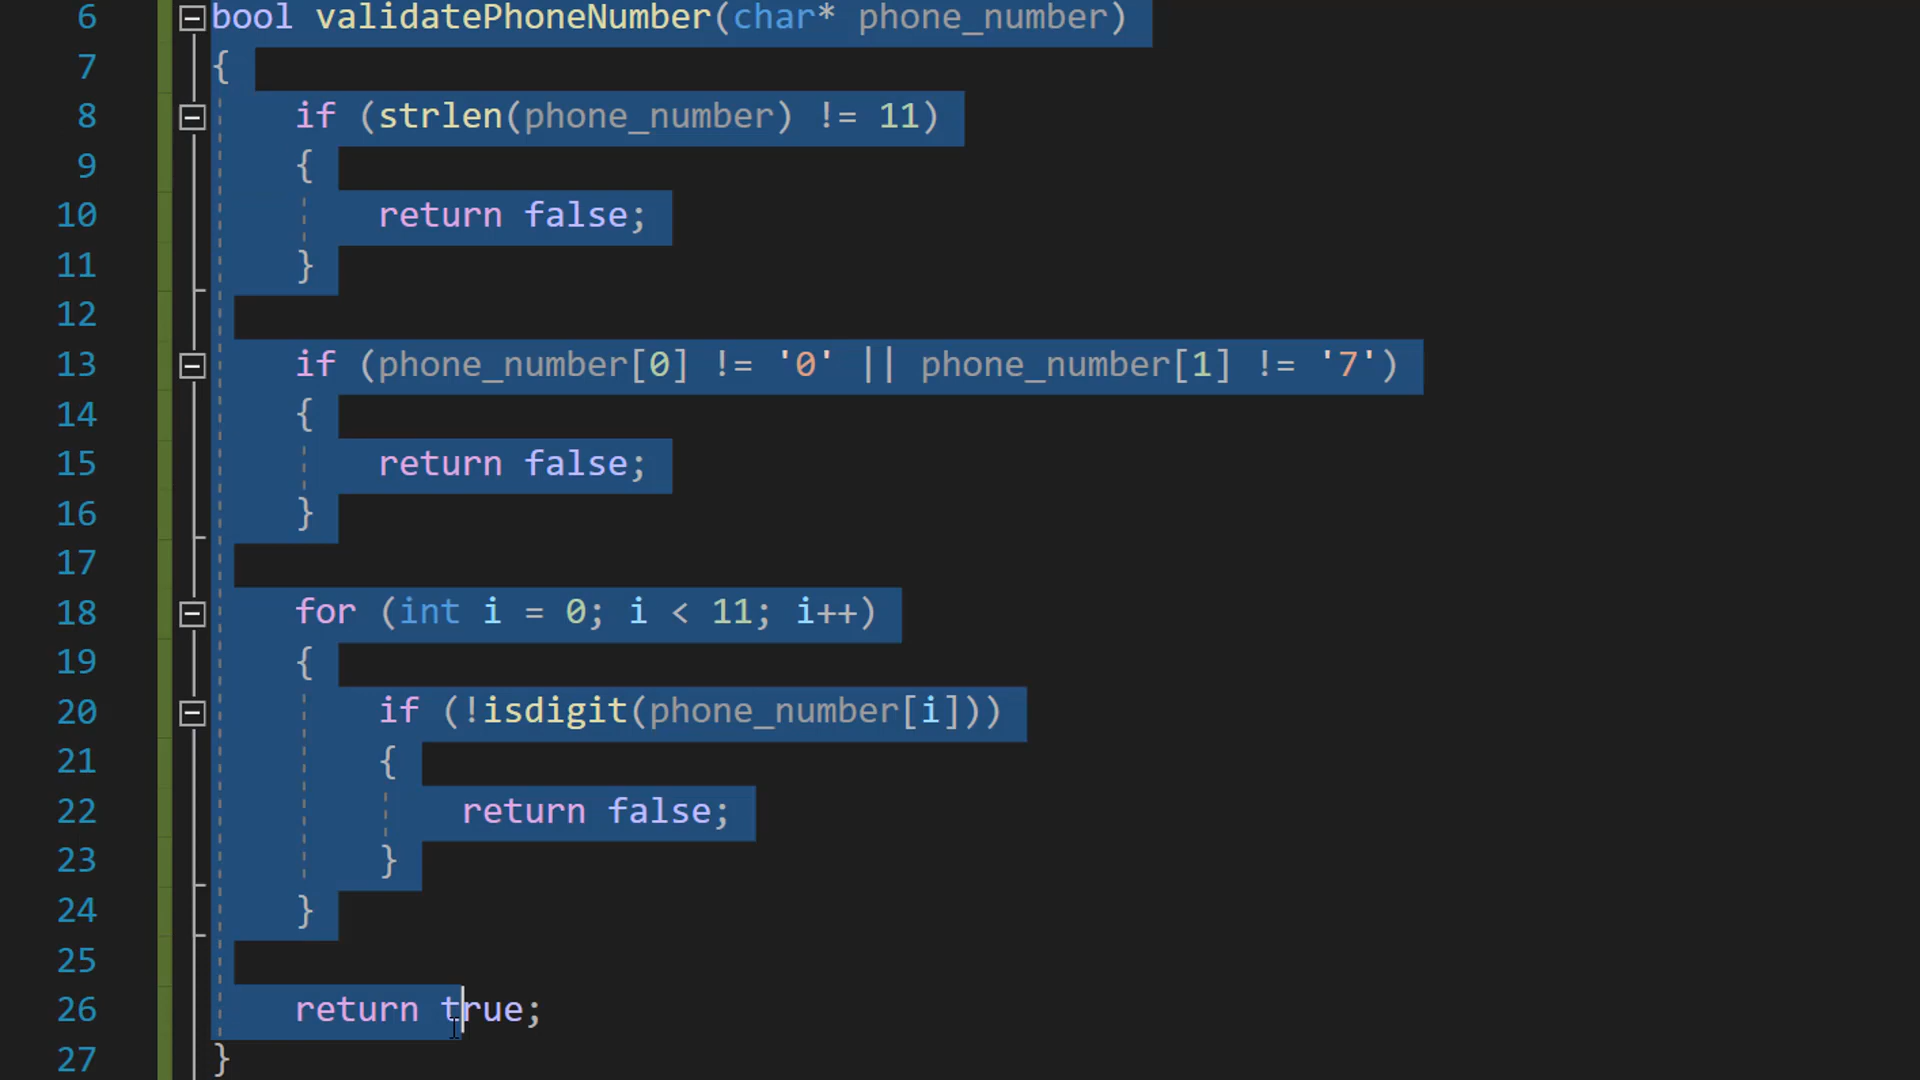 6 bool validatePhoneNumber(char* phone_number)
7 {
8     if (strlen(phone_number) != 11)
9     {
10         return false;
11     }
12
13     if (phone_number[0] != '0' || phone_number[1] != '7')
14     {
15         return false;
16     }
17
18     for (int i = 0; i < 11; i++)
19     {
20         if (!isdigit(phone_number[i]))
21         {
22             return false;
23         }
24     }
25
26     return true;
27 }